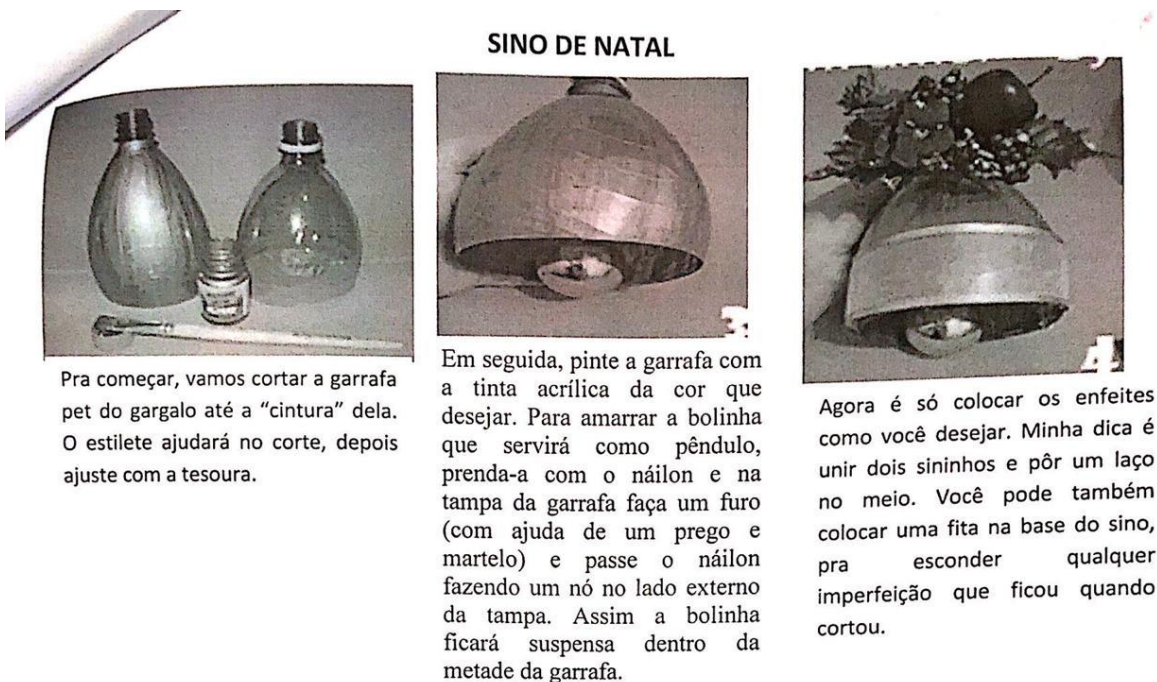 SINO DE NATAL
Pra começar, vamos cortar a garrafa
pet do gargalo até a “cintura” dela.
O estilete ajudará no corte, depois
ajuste com a tesoura.
3
Em seguida, pinte a garrafa com
a tinta acrílica da cor que
desejar. Para amarrar a bolinha
que servirá como pêndulo,
prenda-a com o náilon e na
tampa da garrafa faça um furo
(com ajuda de um prego e
martelo) e passe o náilon
fazendo um nó no lado externo
da tampa. Assim a bolinha
ficará suspensa dentro da
metade da garrafa.
4
Agora é só colocar os enfeites
como você desejar. Minha dica é
unir dois sininhos e pôr um laço
no meio. Você pode também
colocar uma fita na base do sino,
pra esconder qualquer
imperfeição que ficou quando
cortou.